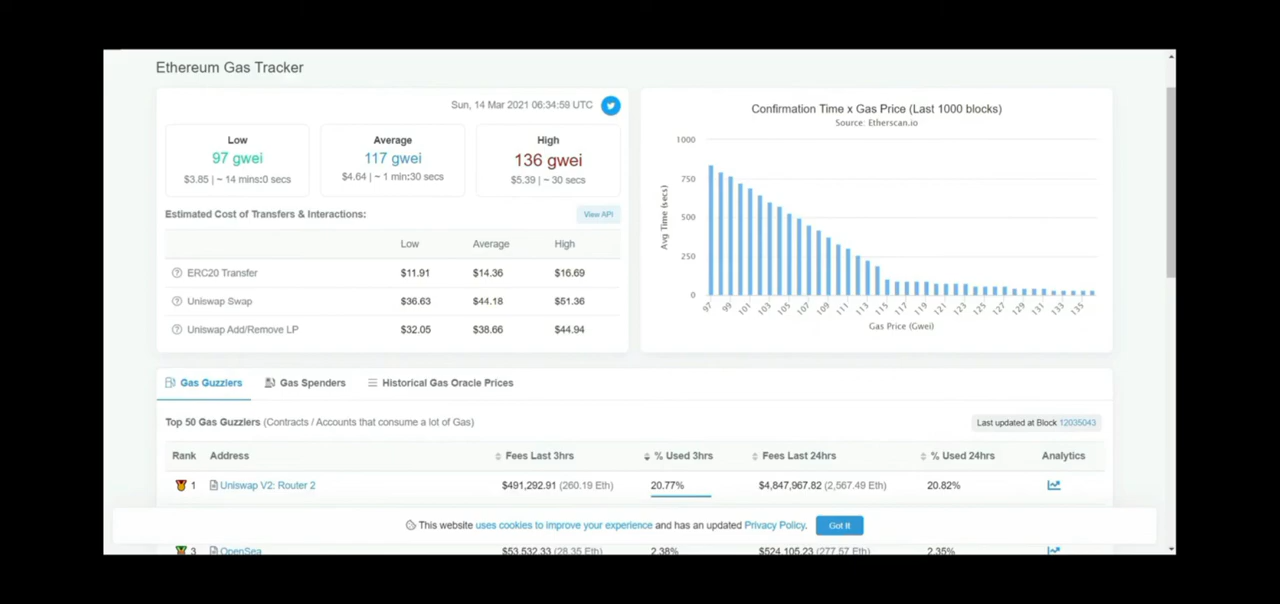 Ethereum Gas Tracker
Sun, 14 Mar 2021 06:34:59 UTC
Low Average High
97 gwei 117 gwei 136 gwei
$3.85 | ~ 14 mins:0 secs $4.64 | ~ 1 min:30 secs $5.39 | ~ 30 secs
Estimated Cost of Transfers & Interactions: View API
Low Average High
ERC20 Transfer $11.91 $14.36 $16.69
Uniswap Swap $36.63 $44.18 $51.36
Uniswap Add/Remove LP $32.05 $38.66 $44.94
Confirmation Time x Gas Price (Last 1000 blocks)
Source: Etherscan.io
Avg Time (secs)
1000
750
500
250
0
97 99 101 103 105 107 109 111 113 115 117 119 121 123 125 127 129 131 133 135
Gas Price (Gwei)
Gas Guzzlers Gas Spenders Historical Gas Oracle Prices
Top 50 Gas Guzzlers (Contracts / Accounts that consume a lot of Gas) Last updated at Block 12035043
Rank Address Fees Last 3hrs % Used 3hrs Fees Last 24hrs % Used 24hrs Analytics
1 Uniswap V2: Router 2 $491,292.91 (260.19 Eth) 20.77% $4,847,967.82 (2,567.49 Eth) 20.82%
This website uses cookies to improve your experience and has an updated Privacy Policy. Got It
3 OpenSea $53,532.33 (28.35 Eth) 2.38% $524,105.23 (277.57 Eth) 2.35%